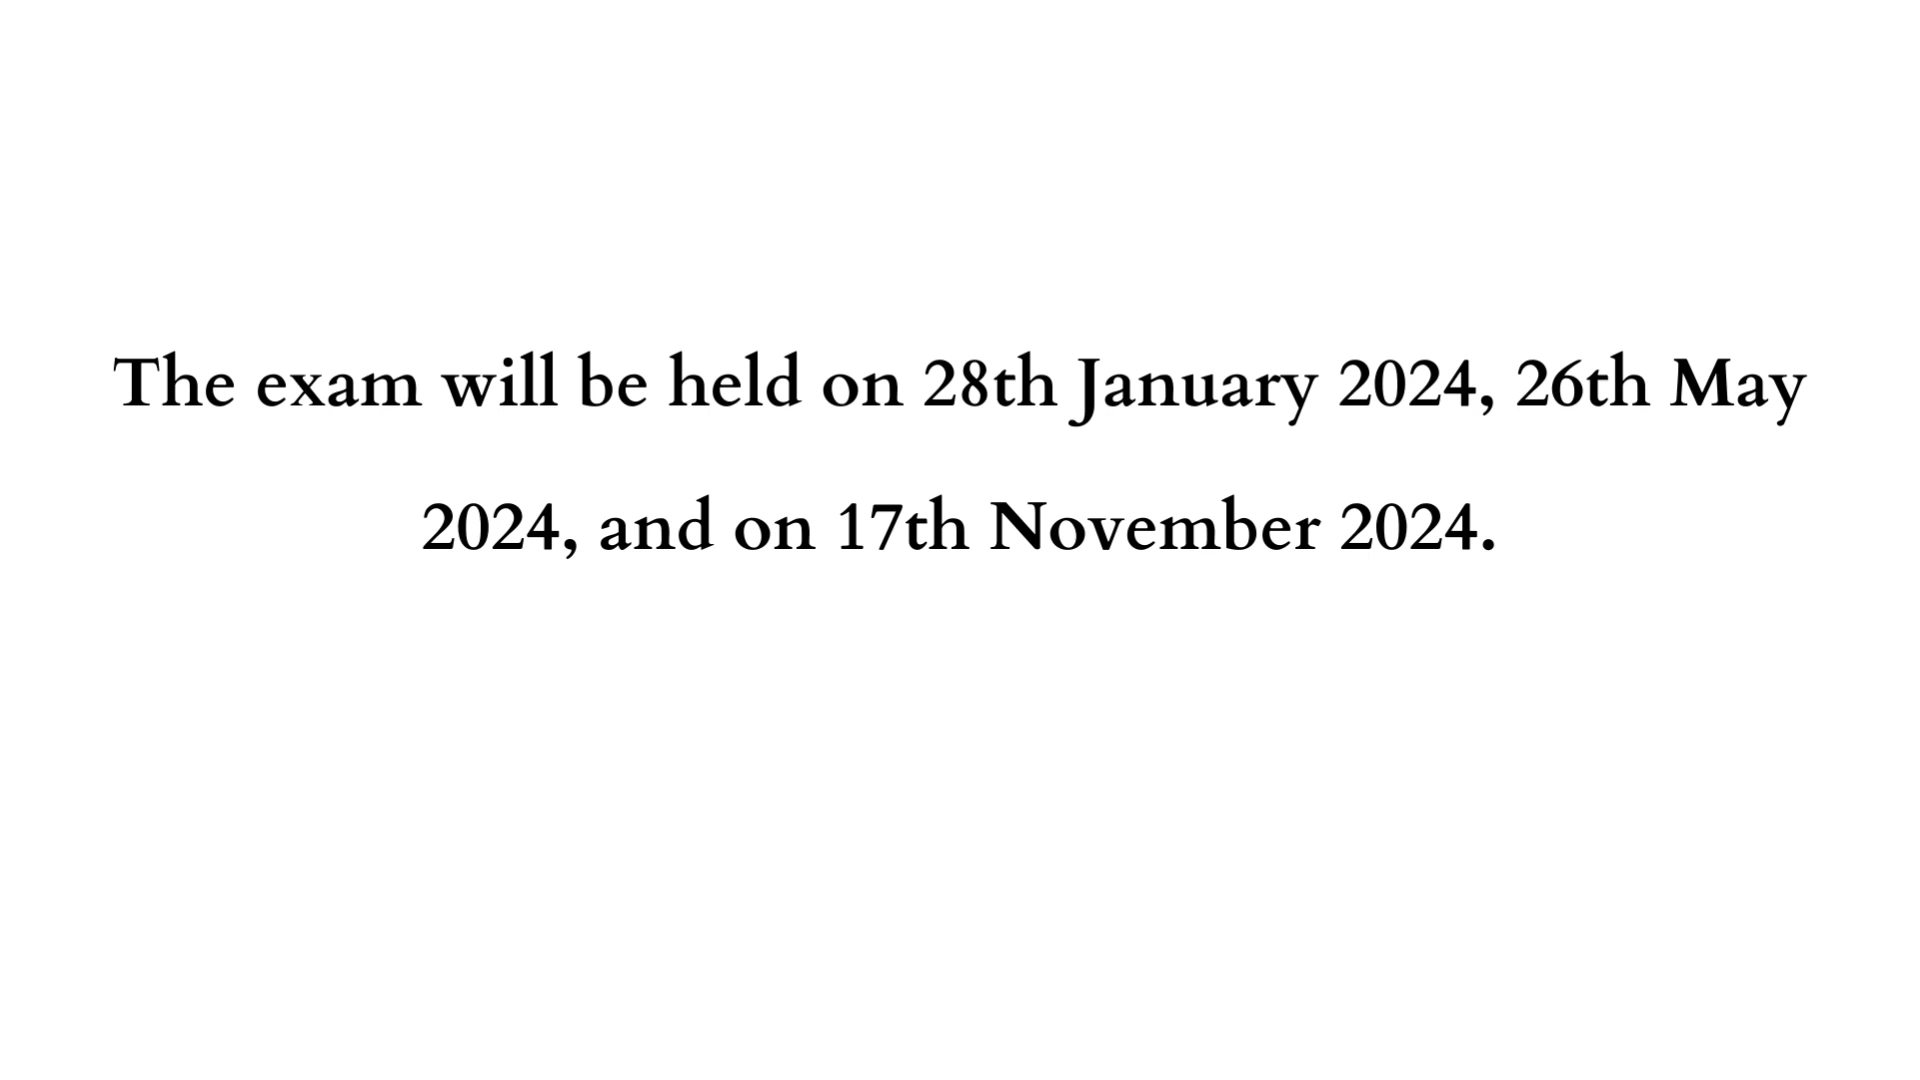 The exam will be held on 28th January 2024, 26th May
2024, and on 17th November 2024.